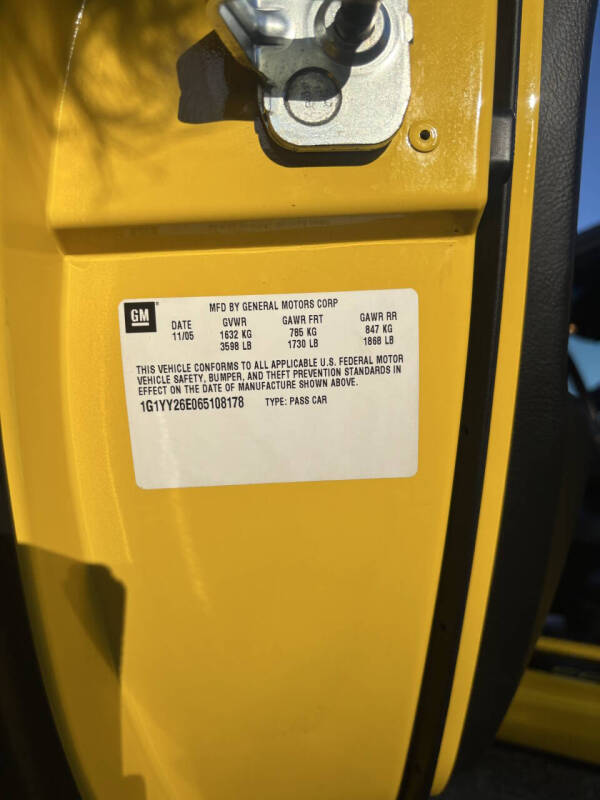 GM
MFD BY GENERAL MOTORS CORP
DATE GVWR GAWR FRT GAWR RR
11/05 1632 KG 785 KG 847 KG
3598 LB 1730 LB 1868 LB
THIS VEHICLE CONFORMS TO ALL APPLICABLE U.S. FEDERAL MOTOR
VEHICLE SAFETY, BUMPER, AND THEFT PREVENTION STANDARDS IN
EFFECT ON THE DATE OF MANUFACTURE SHOWN ABOVE.
1G1YY26E065108178 TYPE: PASS CAR